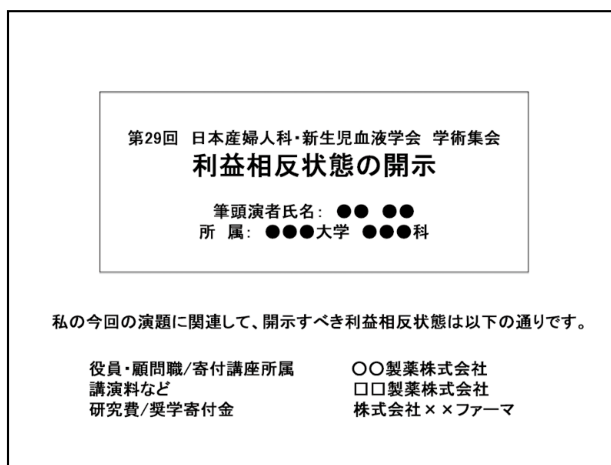 第29回 日本産婦人科・新生児血液学会 学術集会
利益相反状態の開示
筆頭演者氏名： ●● ●●
所 属： ●●●大学 ●●●科
私の今回の演題に関連して、開示すべき利益相反状態は以下の通りです。
役員・顧問職/寄付講座所属 〇〇製薬株式会社
講演料など □□製薬株式会社
研究費/奨学寄付金 株式会社××ファーマ